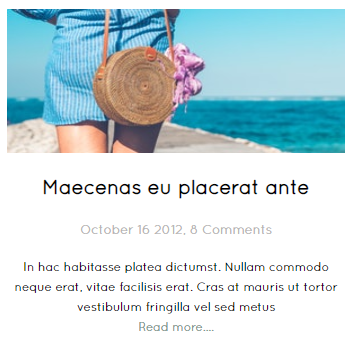 Maecenas eu placerat ante
October 16 2012, 8 Comments
In hac habitasse platea dictumst. Nullam commodo
neque erat, vitae facilisis erat. Cras at mauris ut tortor
vestibulum fringilla vel sed metus
Read more....